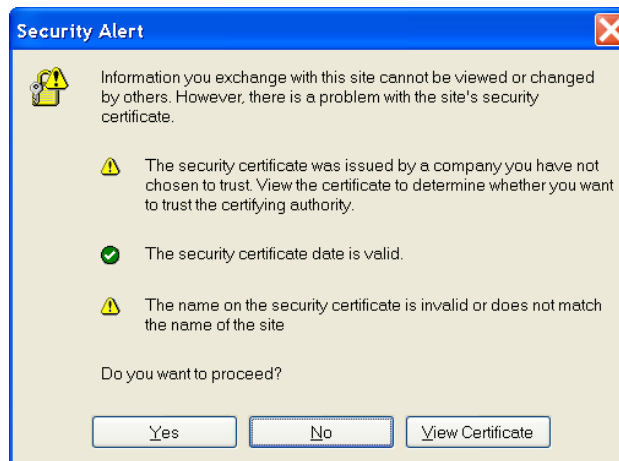 Security Alert
Information you exchange with this site cannot be viewed or changed
by others. However, there is a problem with the site's security
certificate.
The security certificate was issued by a company you have not
chosen to trust. View the certificate to determine whether you want
to trust the certifying authority.
The security certificate date is valid.
The name on the security certificate is invalid or does not match
the name of the site
Do you want to proceed?
Yes No View Certificate